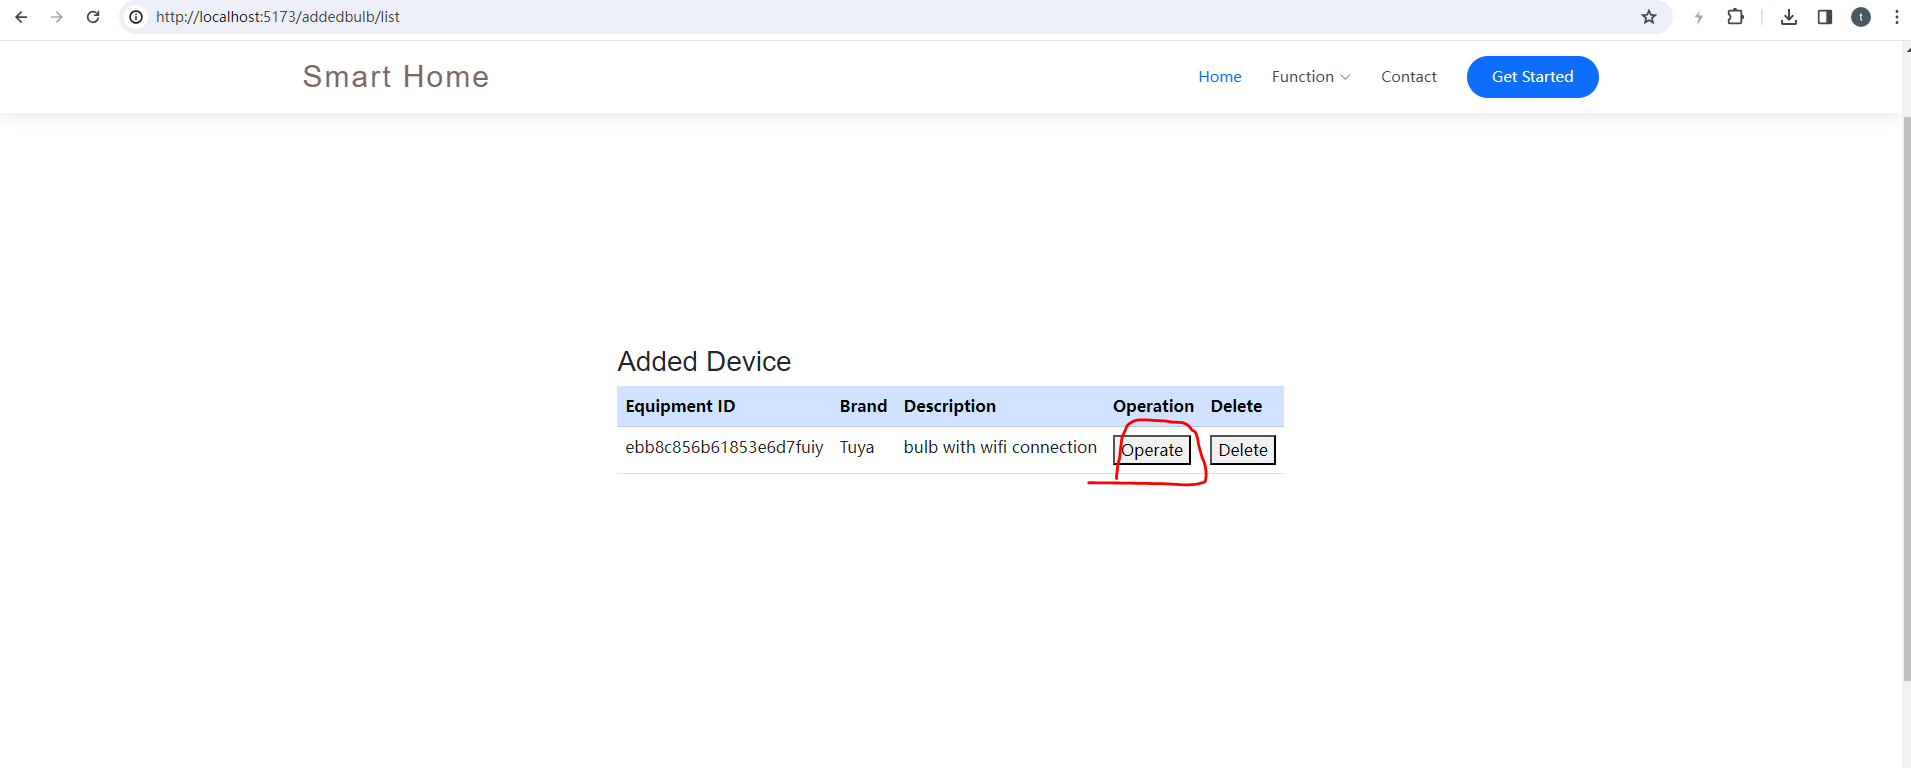 http://localhost:5173/addedbulb/list
t
Smart Home
Home Function Contact Get Started
Added Device
Equipment ID Brand Description Operation Delete
ebb8c856b61853e6d7fuiy Tuya bulb with wifi connection Operate Delete